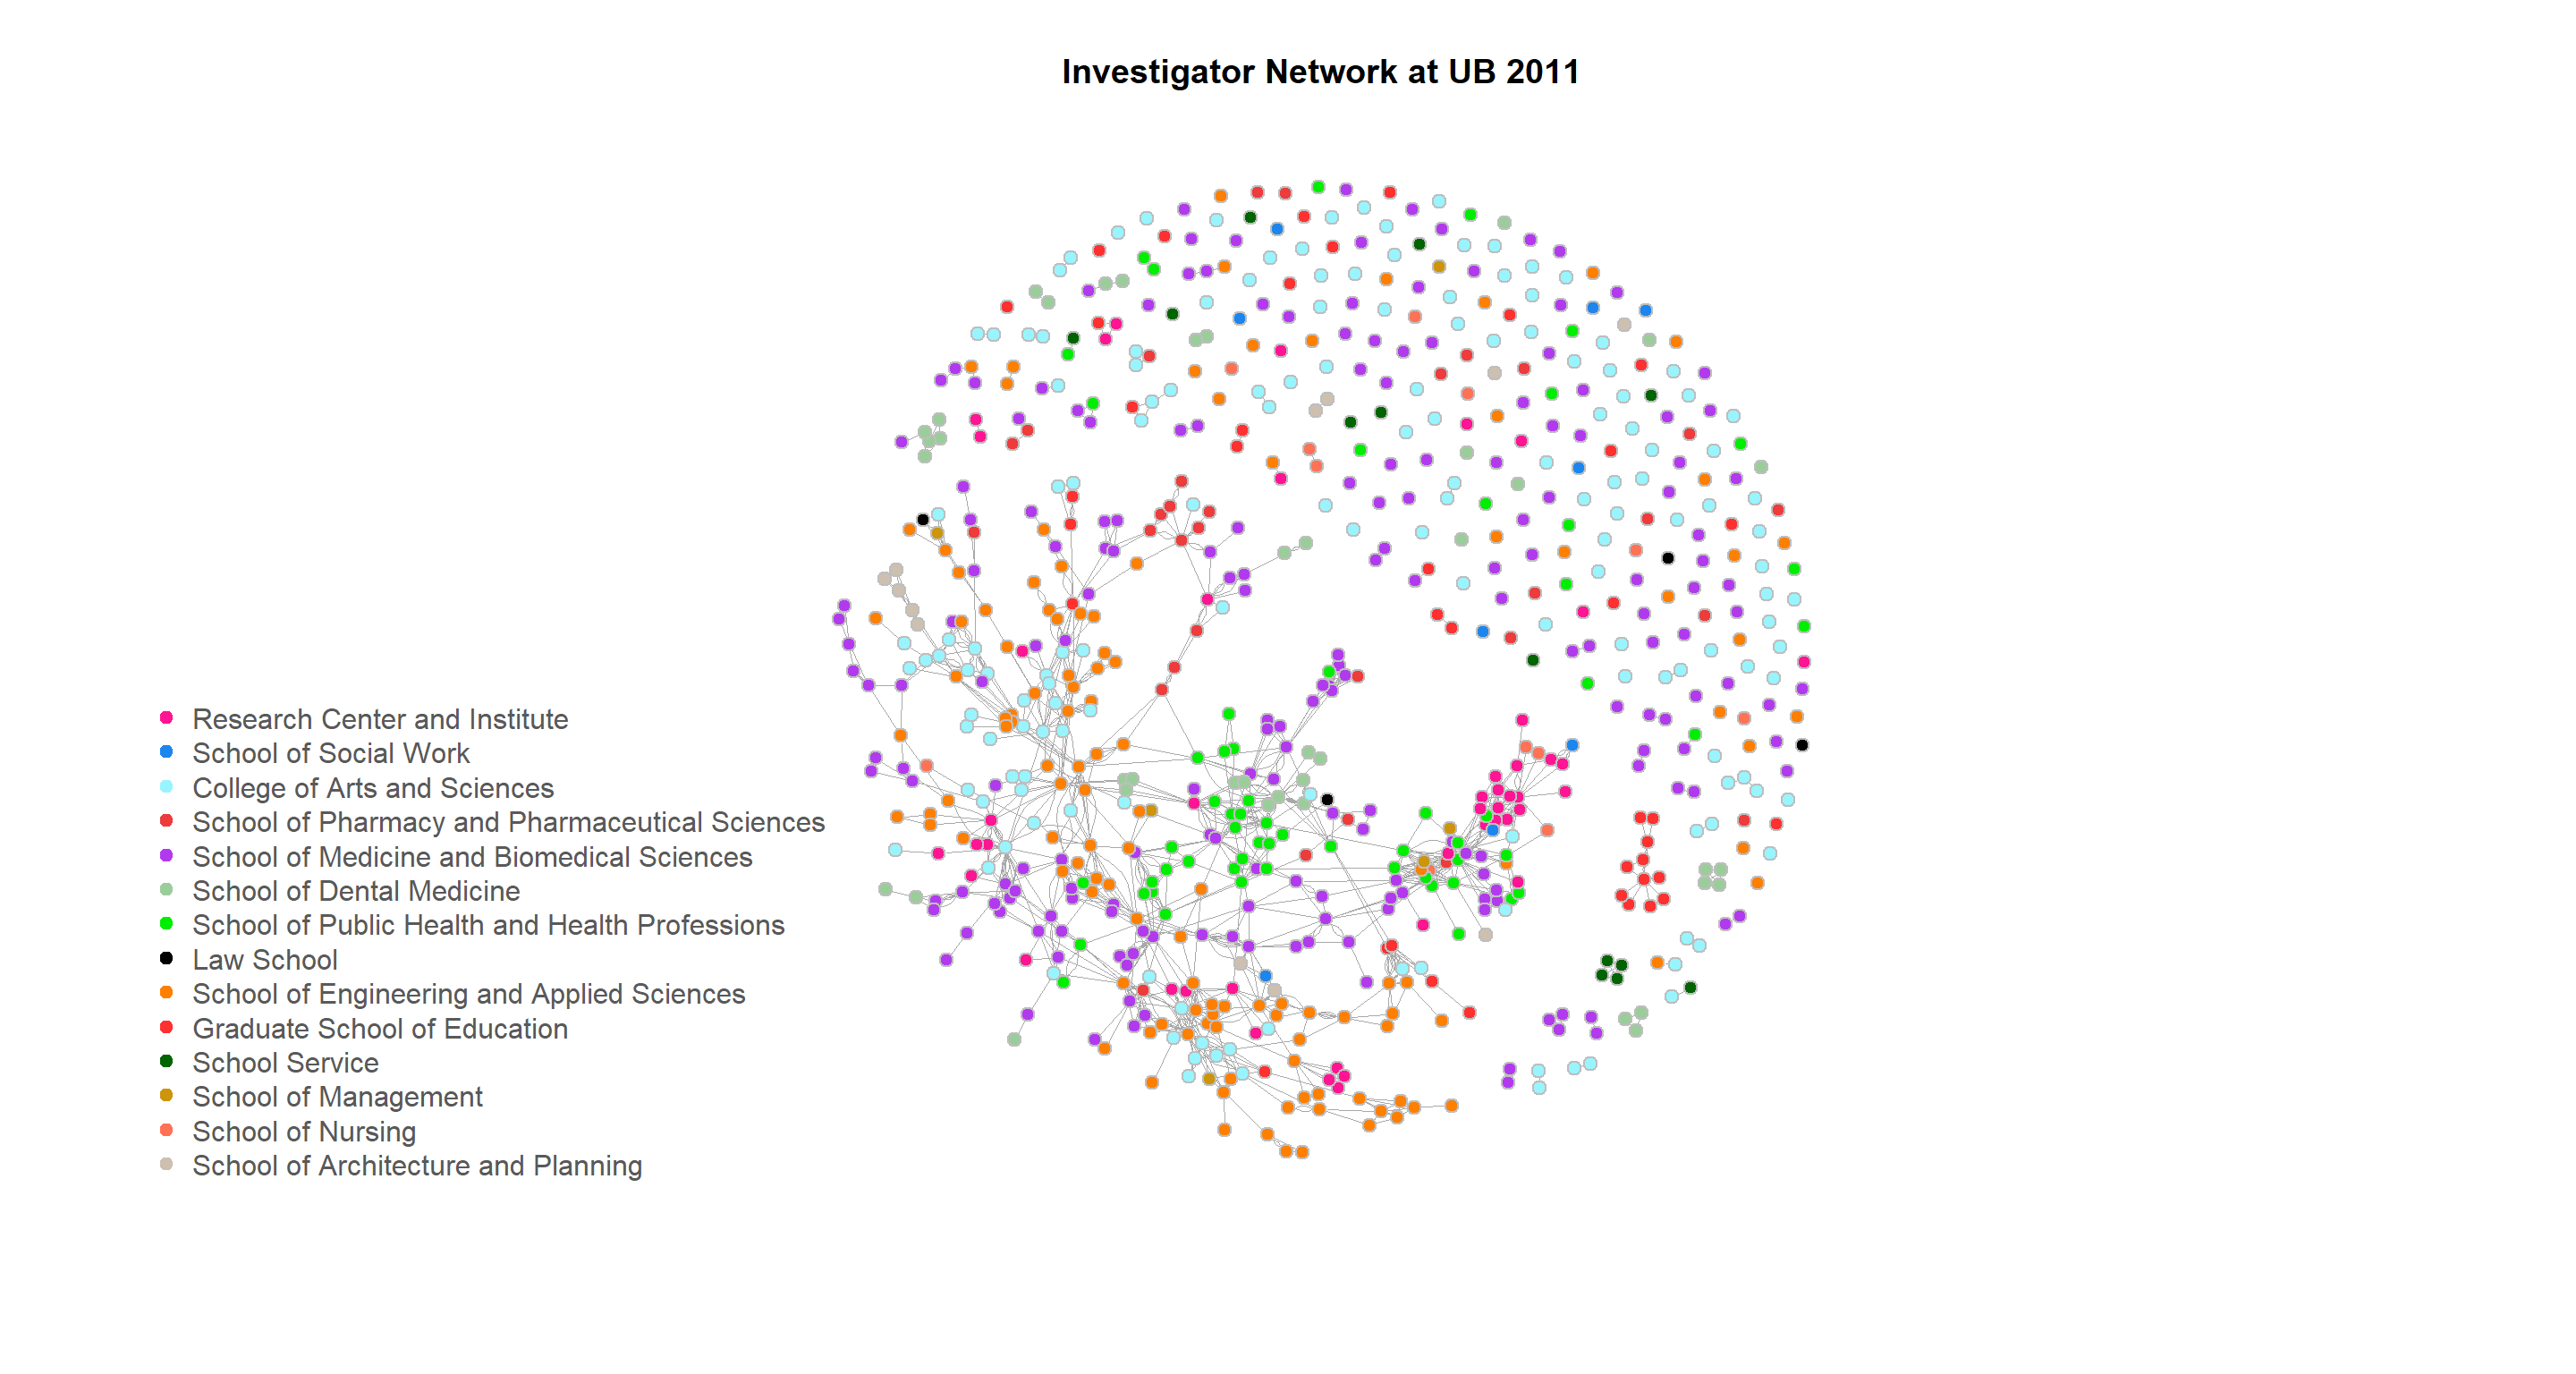 Investigator Network at UB 2011
Research Center and Institute
School of Social Work
College of Arts and Sciences
School of Pharmacy and Pharmaceutical Sciences
School of Medicine and Biomedical Sciences
School of Dental Medicine
School of Public Health and Health Professions
Law School
School of Engineering and Applied Sciences
Graduate School of Education
School Service
School of Management
School of Nursing
School of Architecture and Planning